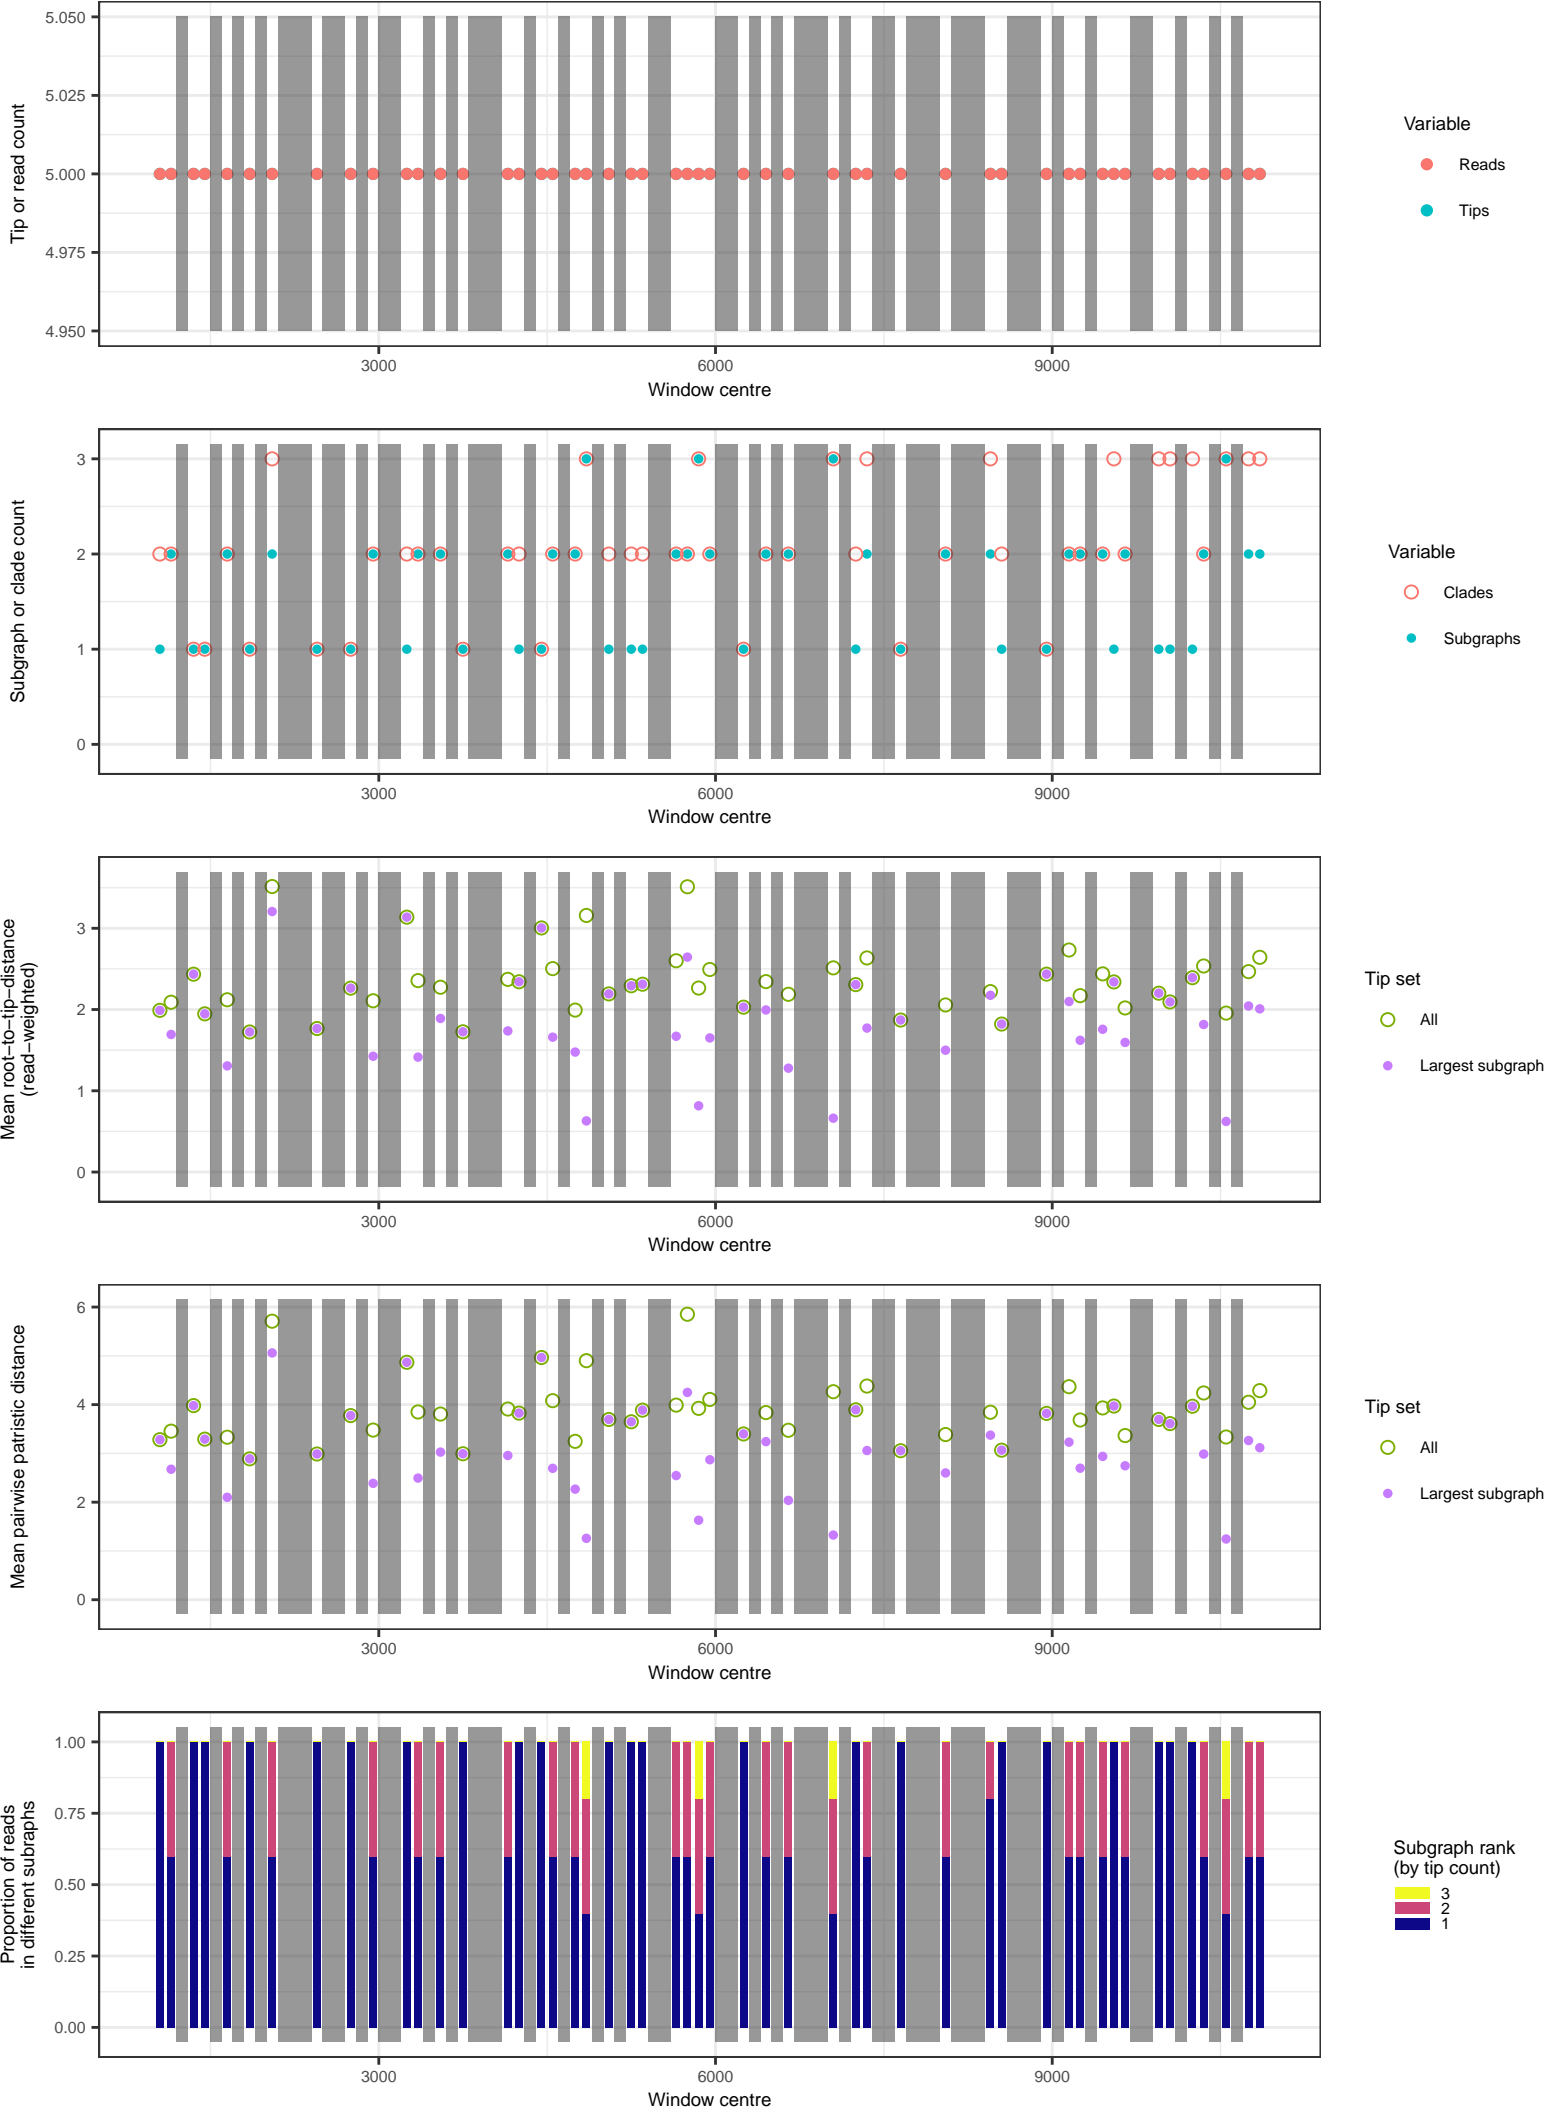 5.050
5.025
5.000
4.975
4.950
Tip or read count
3000
6000
9000
Window centre
Variable
Reads
Tips
3
2
1
0
Subgraph or clade count
3000
6000
9000
Window centre
Variable
Clades
Subgraphs
3
2
1
0
Mean root−to−tip−distance
(read−weighted)
3000
6000
9000
Window centre
Tip set
All
Largest subgraph
6
4
2
0
Mean pairwise patristic distance
3000
6000
9000
Window centre
Tip set
All
Largest subgraph
1.00
0.75
0.50
0.25
0.00
Proportion of reads
in different subraphs
3000
6000
9000
Window centre
Subgraph rank
(by tip count)
3
2
1